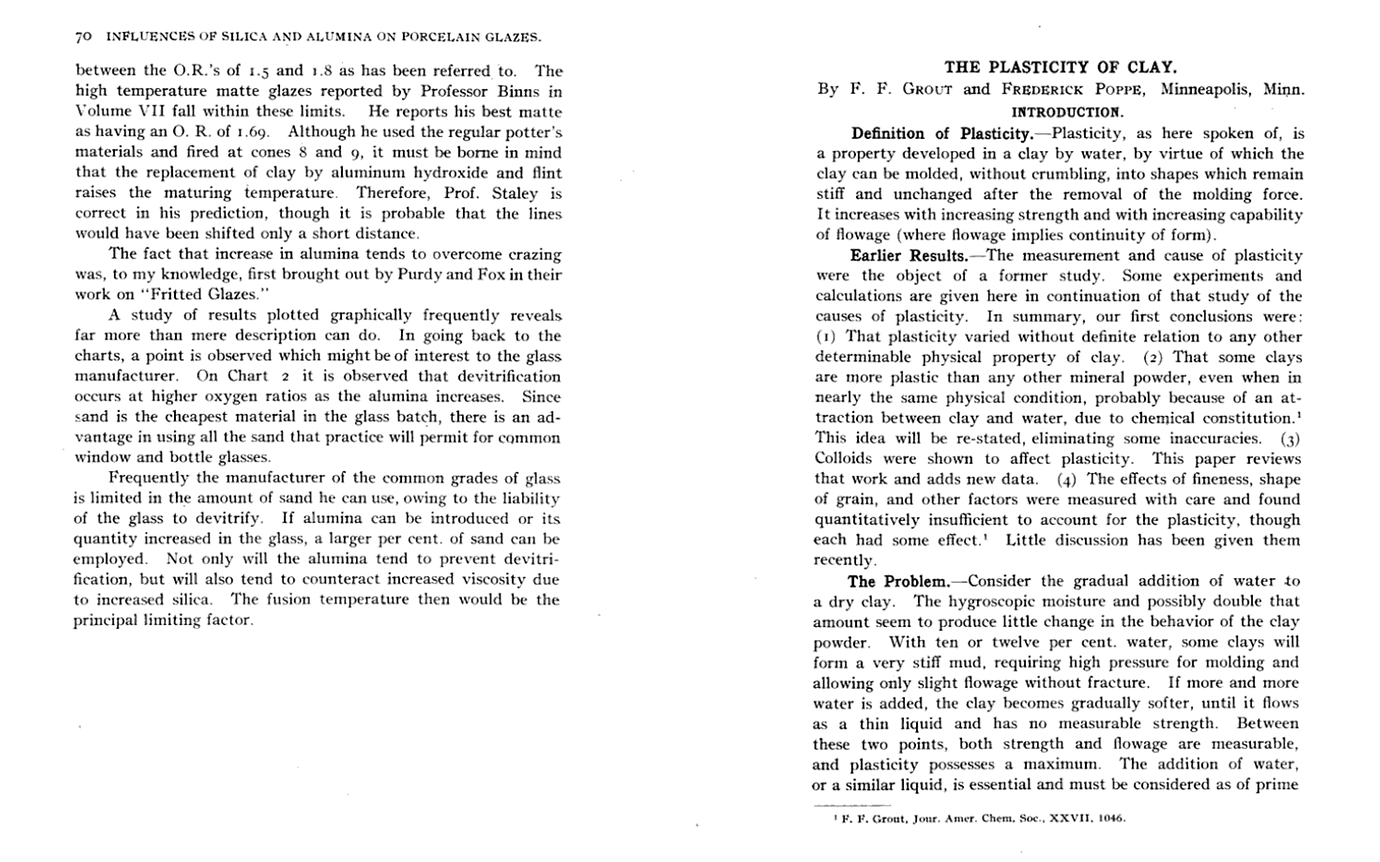 70 INFLUENCES OF SILICA AND ALUMINA ON PORCELAIN GLAZES.
between the O.R.'s of 1.5 and 1.8 as has been referred to. The
high temperature matte glazes reported by Professor Binns in
Volume VII fall within these limits. He reports his best matte
as having an O. R. of 1.69. Although he used the regular potter's
materials and fired at cones 8 and 9, it must be borne in mind
that the replacement of clay by aluminum hydroxide and flint
raises the maturing temperature. Therefore, Prof. Staley is
correct in his prediction, though it is probable that the lines
would have been shifted only a short distance.
The fact that increase in alumina tends to overcome crazing
was, to my knowledge, first brought out by Purdy and Fox in their
work on "Fritted Glazes."
A study of results plotted graphically frequently reveals
far more than mere description can do. In going back to the
charts, a point is observed which might be of interest to the glass
manufacturer. On Chart 2 it is observed that devitrification
occurs at higher oxygen ratios as the alumina increases. Since
sand is the cheapest material in the glass batch, there is an ad-
vantage in using all the sand that practice will permit for common
window and bottle glasses.
Frequently the manufacturer of the common grades of glass
is limited in the amount of sand he can use, owing to the liability
of the glass to devitrify. If alumina can be introduced or its
quantity increased in the glass, a larger per cent. of sand can be
employed. Not only will the alumina tend to prevent devitri-
fication, but will also tend to counteract increased viscosity due
to increased silica. The fusion temperature then would be the
principal limiting factor.
THE PLASTICITY OF CLAY.
By F. F. GROUT and FREDERICK POPPE, Minneapolis, Minn.
INTRODUCTION.
Definition of Plasticity.—Plasticity, as here spoken of, is
a property developed in a clay by water, by virtue of which the
clay can be molded, without crumbling, into shapes which remain
stiff and unchanged after the removal of the molding force.
It increases with increasing strength and with increasing capability
of flowage (where flowage implies continuity of form).
Earlier Results.—The measurement and cause of plasticity
were the object of a former study. Some experiments and
calculations are given here in continuation of that study of the
causes of plasticity. In summary, our first conclusions were:
(1) That plasticity varied without definite relation to any other
determinable physical property of clay. (2) That some clays
are more plastic than any other mineral powder, even when in
nearly the same physical condition, probably because of an at-
traction between clay and water, due to chemical constitution.¹
This idea will be re-stated, eliminating some inaccuracies. (3)
Colloids were shown to affect plasticity. This paper reviews
that work and adds new data. (4) The effects of fineness, shape
of grain, and other factors were measured with care and found
quantitatively insufficient to account for the plasticity, though
each had some effect.¹ Little discussion has been given them
recently.
The Problem.—Consider the gradual addition of water to
a dry clay. The hygroscopic moisture and possibly double that
amount seem to produce little change in the behavior of the clay
powder. With ten or twelve per cent. water, some clays will
form a very stiff mud, requiring high pressure for molding and
allowing only slight flowage without fracture. If more and more
water is added, the clay becomes gradually softer, until it flows
as a thin liquid and has no measurable strength. Between
these two points, both strength and flowage are measurable,
and plasticity possesses a maximum. The addition of water,
or a similar liquid, is essential and must be considered as of prime
¹ F. F. Grout, Jour. Amer. Chem. Soc., XXVII, 1046.